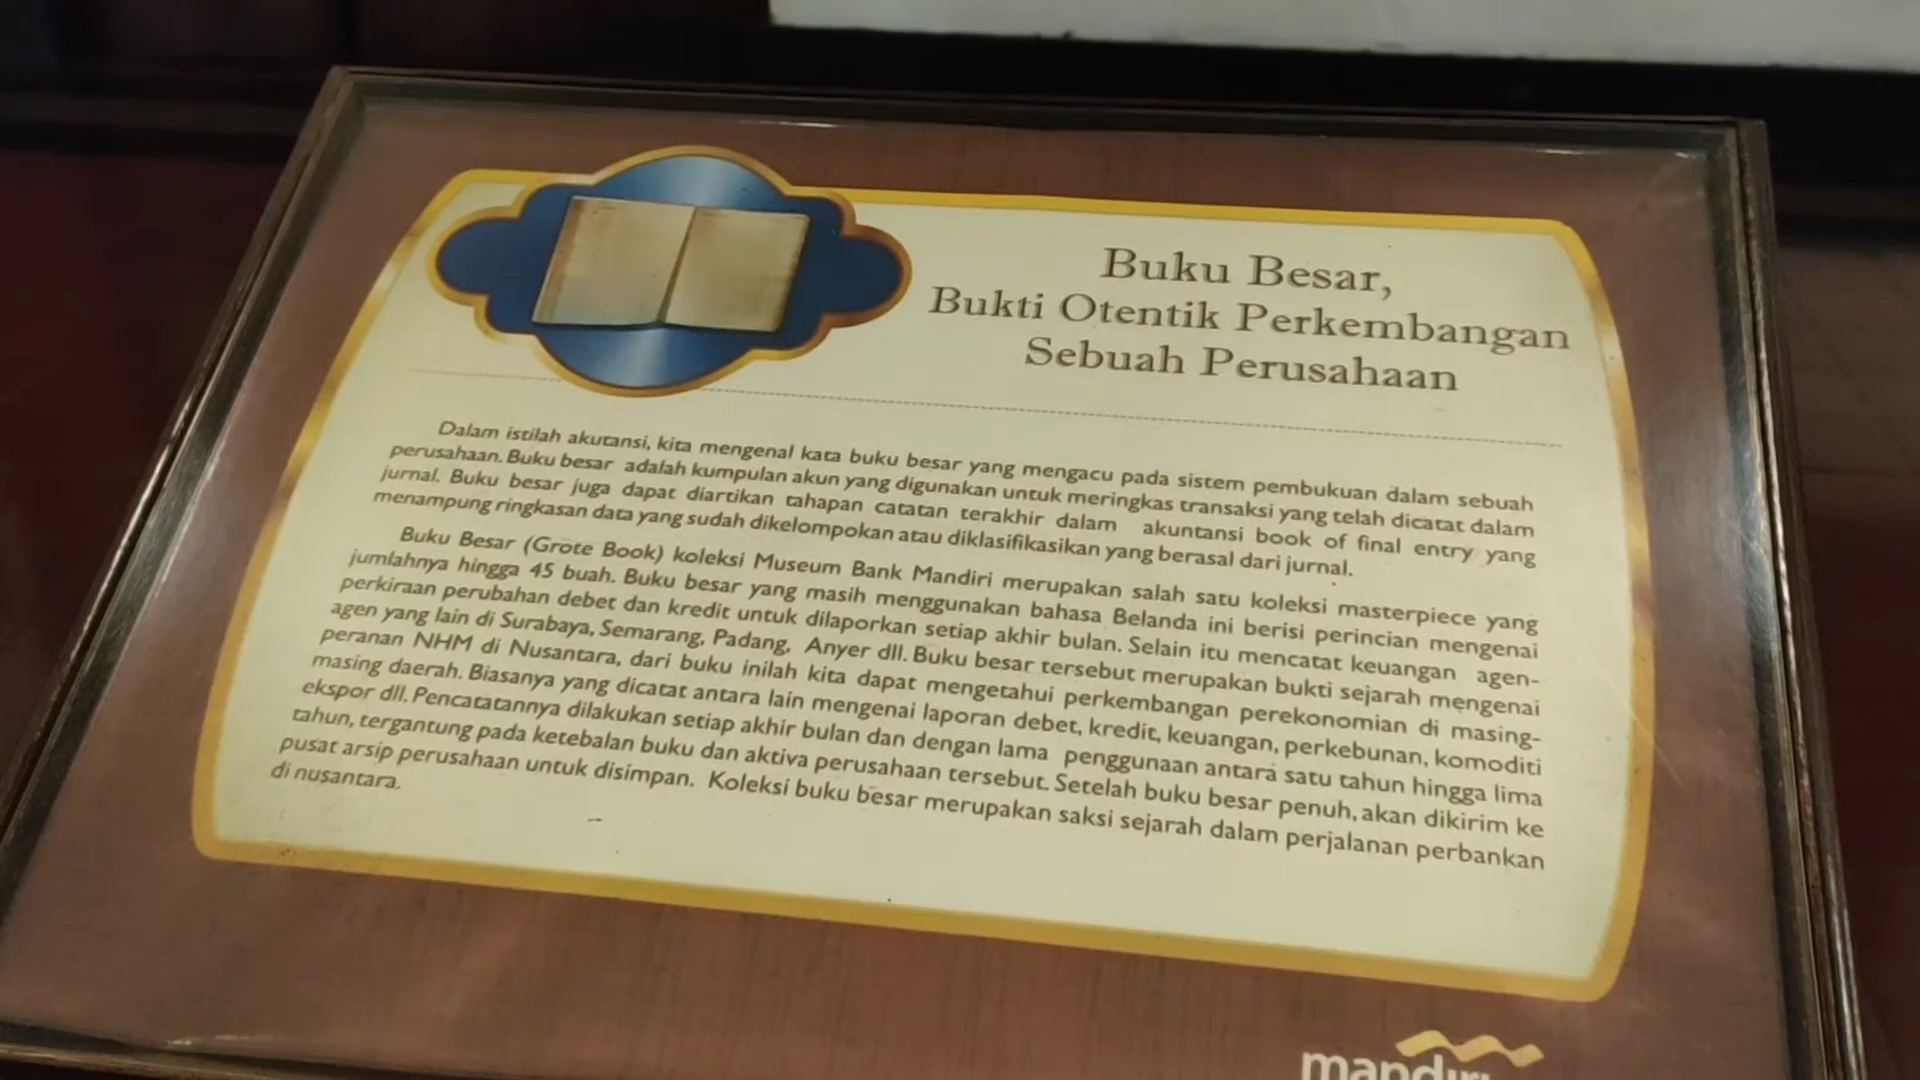 Buku Besar,
Bukti Otentik Perkembangan
Sebuah Perusahaan
Dalam istilah akutansi, kita mengenal kata buku besar yang mengacu pada sistem pembukuan dalam sebuah
perusahaan. Buku besar adalah kumpulan akun yang digunakan untuk meringkas transaksi yang telah dicatat dalam
jurnal. Buku besar juga dapat diartikan tahapan catatan terakhir dalam akuntansi book of final entry yang
menampung ringkasan data yang sudah dikelompokan atau diklasifikasikan yang berasal dari jurnal.
Buku Besar (Grote Book) koleksi Museum Bank Mandiri merupakan salah satu koleksi masterpiece yang
jumlahnya hingga 45 buah. Buku besar yang masih menggunakan bahasa Belanda ini berisi perincian mengenai
perkiraan perubahan debet dan kredit untuk dilaporkan setiap akhir bulan. Selain itu mencatat keuangan agen-
agen yang lain di Surabaya, Semarang, Padang, Anyer dll. Buku besar tersebut merupakan bukti sejarah mengenai
peranan NHM di Nusantara, dari buku inilah kita dapat mengetahui perkembangan perekonomian di masing-
masing daerah. Biasanya yang dicatat antara lain mengenai laporan debet, kredit, keuangan, perkebunan, komoditi
ekspor dll. Pencatatannya dilakukan setiap akhir bulan dan dengan lama penggunaan antara satu tahun hingga lima
tahun, tergantung pada ketebalan buku dan aktiva perusahaan tersebut. Setelah buku besar penuh, akan dikirim ke
pusat arsip perusahaan untuk disimpan. Koleksi buku besar merupakan saksi sejarah dalam perjalanan perbankan
di nusantara.
mandiri